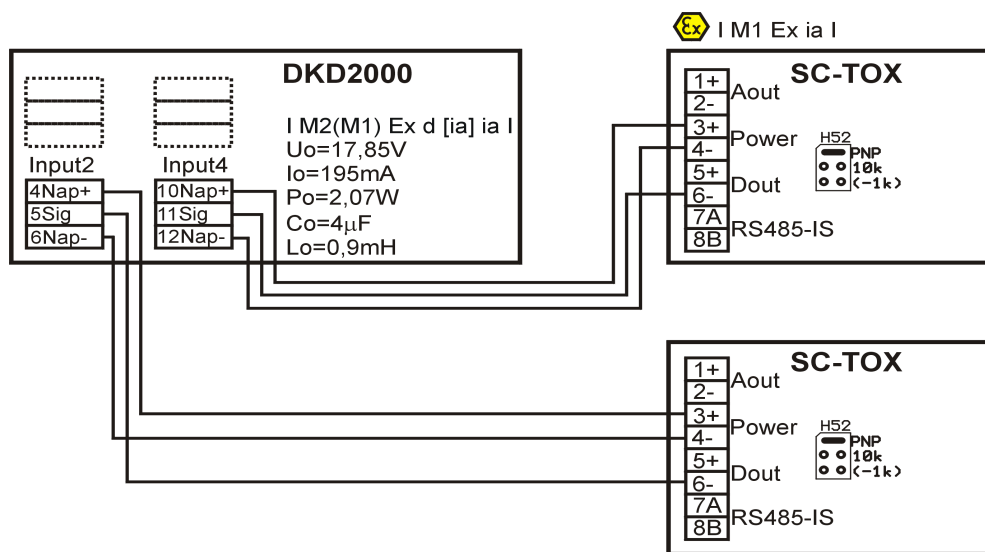 Ex I M1 Ex ia I
DKD2000
I M2(M1) Ex d [ia] ia I
Uo=17,85V
Io=195mA
Po=2,07W
Co=4µF
Lo=0,9mH
Input2
4Nap+
5Sig
6Nap-
Input4
10Nap+
11Sig
12Nap-
SC-TOX
1+
2-
Aout
3+
4-
Power
5+
6-
Dout
7A
8B
RS485-IS
H52
PNP
10k
(-1k)
SC-TOX
1+
2-
Aout
3+
4-
Power
5+
6-
Dout
7A
8B
RS485-IS
H52
PNP
10k
(-1k)